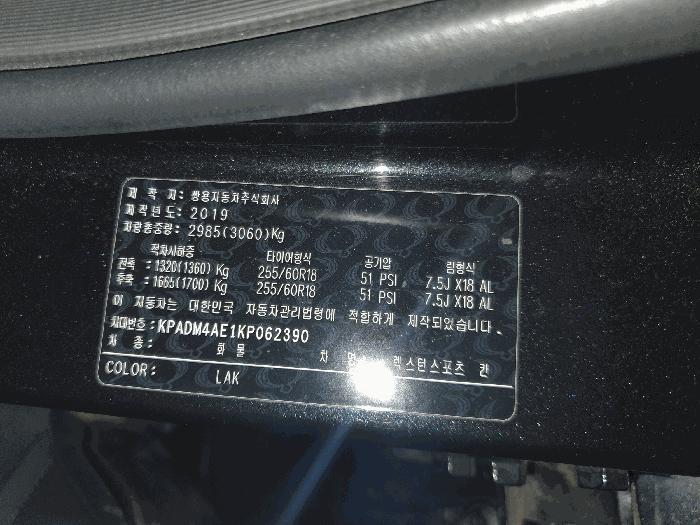 제 작 자: 쌍용자동차주식회사
제작년도: 2019
차량총중량: 2985(3060)Kg
적차시하중 타이어형식 공기압 림형식
전축 : 1320(1360) Kg 255/60R18 51 PSI 7.5J X18 AL
후축 : 1665(1700) Kg 255/60R18 51 PSI 7.5J X18 AL
이 자동차는 대한민국 자동차관리법령에 적합하게 제작되었습니다.
차대번호: KPADM4AE1KP062390
차 종: 화 물 차 명: 렉스턴스포츠 칸
COLOR: LAK